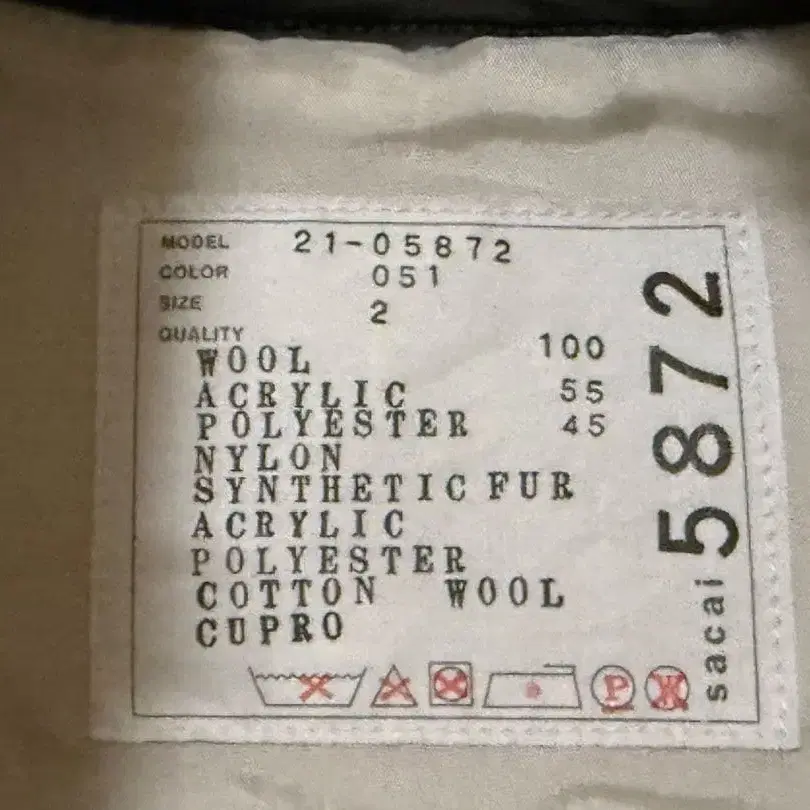 MODEL 21-05872
COLOR 051
SIZE 2
QUALITY
WOOL 100
ACRYLIC 55
POLYESTER 45
NYLON
SYNTHETIC FUR
ACRYLIC
POLYESTER
COTTON WOOL
CUPRO
P W
sacai 5872